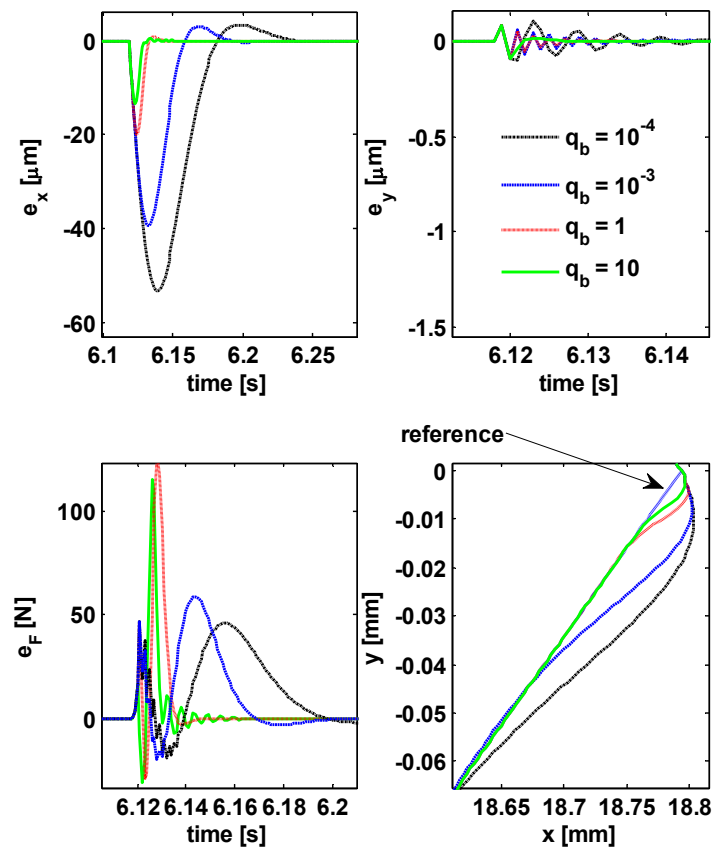 0
-20
-40
-60
e_x [μm]
6.1 6.15 6.2 6.25
time [s]
0
-0.5
-1
-1.5
e_y [μm]
q_b = 10^-4
q_b = 10^-3
q_b = 1
q_b = 10
6.12 6.13 6.14
time [s]
100
50
0
e_F [N]
6.12 6.14 6.16 6.18 6.2
time [s]
reference
0
-0.01
-0.02
-0.03
-0.04
-0.05
-0.06
y [mm]
18.65 18.7 18.75 18.8
x [mm]